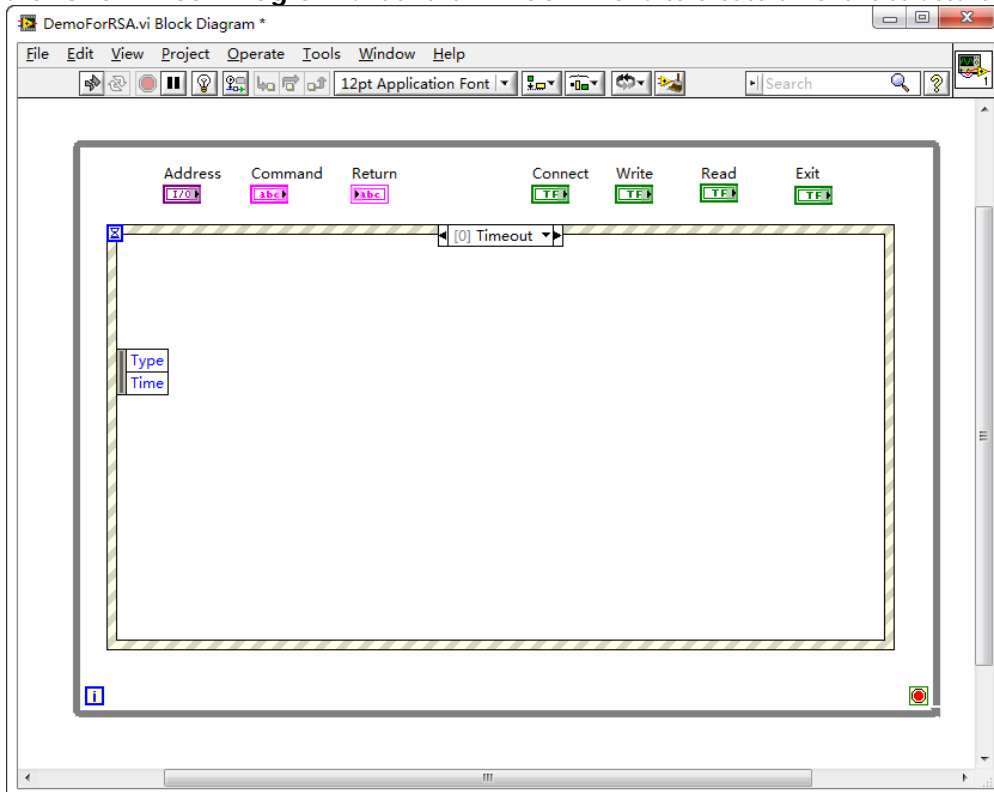 DemoForRSA.vi Block Diagram *
File Edit View Project Operate Tools Window Help
12pt Application Font Search
1
Address Command Return Connect Write Read Exit
I/O abc abc TF TF TF TF
[0] Timeout
Type
Time
i